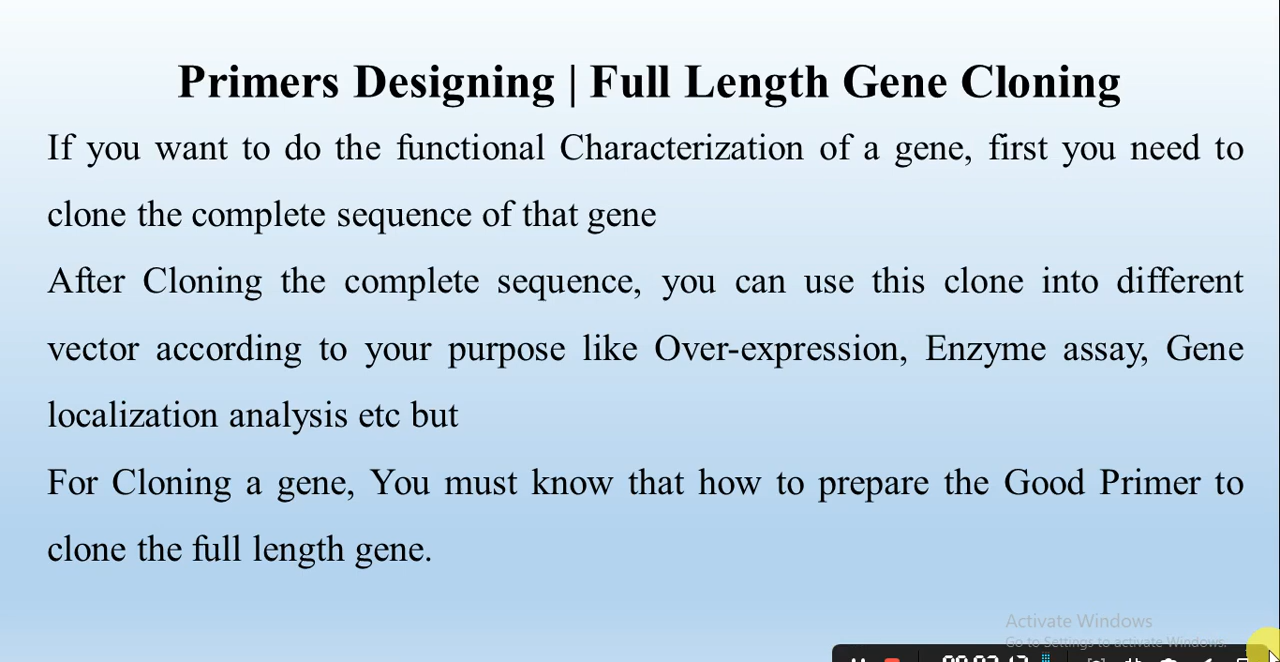 Primers Designing | Full Length Gene Cloning
If you want to do the functional Characterization of a gene, first you need to
clone the complete sequence of that gene
After Cloning the complete sequence, you can use this clone into different
vector according to your purpose like Over-expression, Enzyme assay, Gene
localization analysis etc but
For Cloning a gene, You must know that how to prepare the Good Primer to
clone the full length gene.
Activate Windows
Go to Settings to activate Windows.